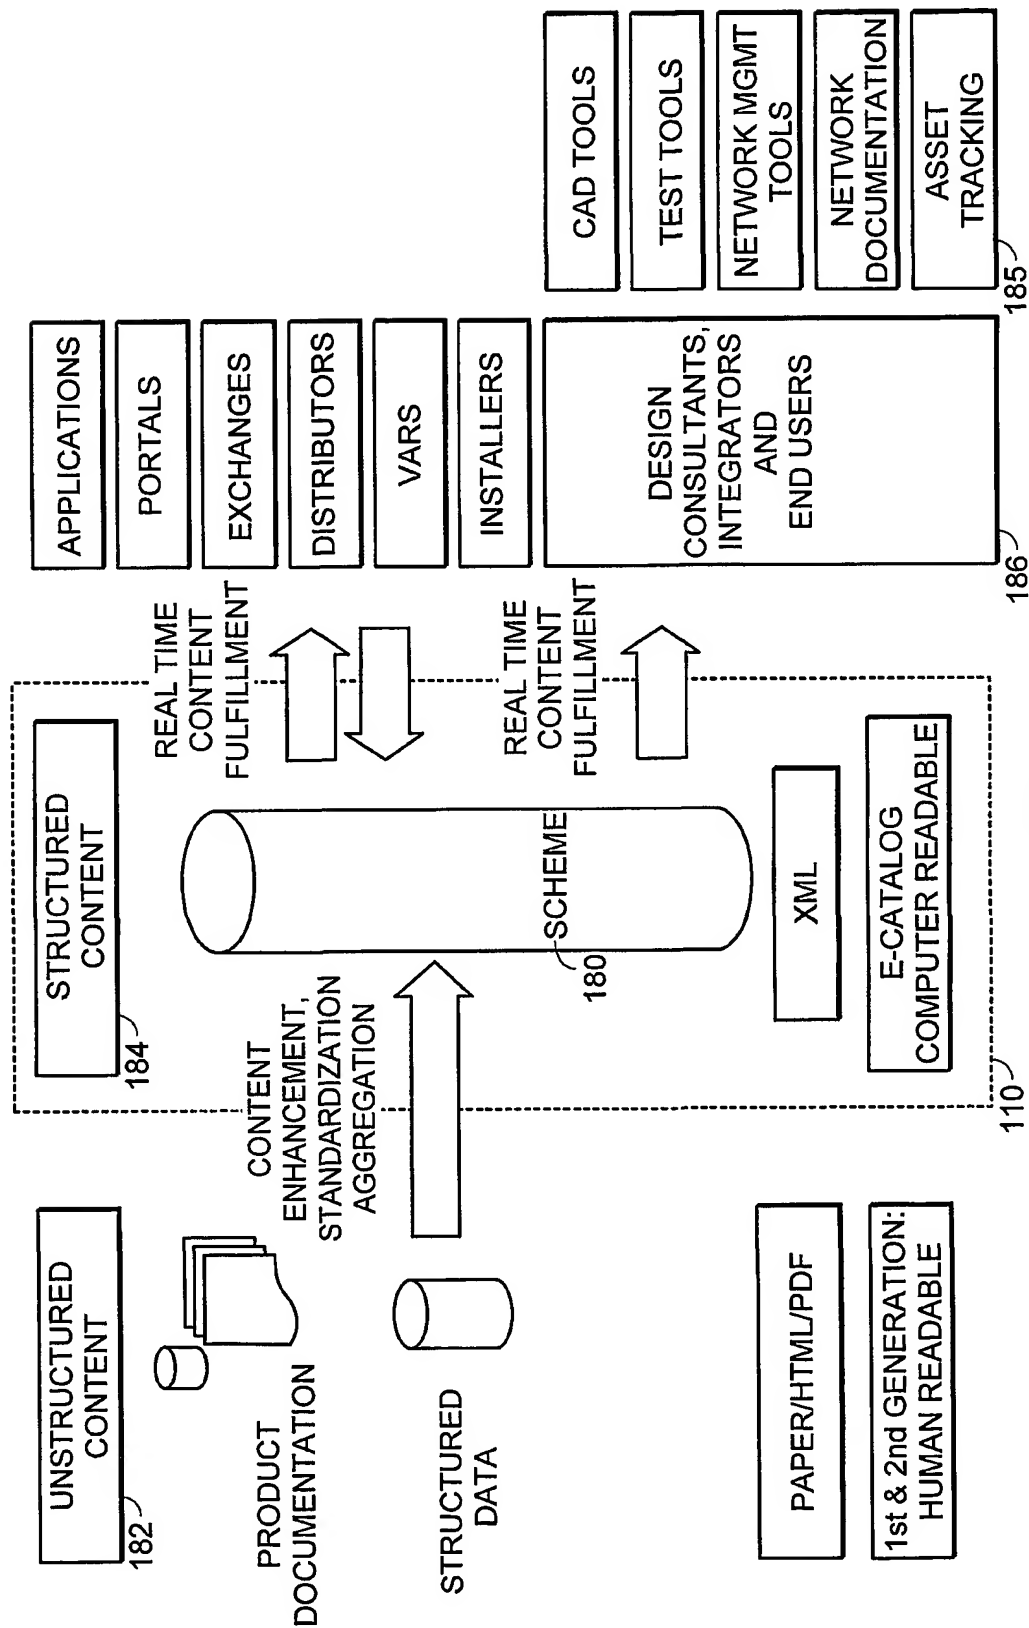 UNSTRUCTURED
CONTENT
182
PRODUCT
DOCUMENTATION
STRUCTURED
DATA
PAPER/HTML/PDF
1st & 2nd GENERATION:
HUMAN READABLE
CONTENT
ENHANCEMENT,
STANDARDIZATION
AGGREGATION
STRUCTURED
CONTENT
184
SCHEME
180
XML
E-CATALOG
COMPUTER READABLE
110
REAL TIME
CONTENT
FULFILLMENT
REAL TIME
CONTENT
FULFILLMENT
APPLICATIONS
PORTALS
EXCHANGES
DISTRIBUTORS
VARS
INSTALLERS
DESIGN
CONSULTANTS,
INTEGRATORS
AND
END USERS
186
CAD TOOLS
TEST TOOLS
NETWORK MGMT
TOOLS
NETWORK
DOCUMENTATION
ASSET
TRACKING
185